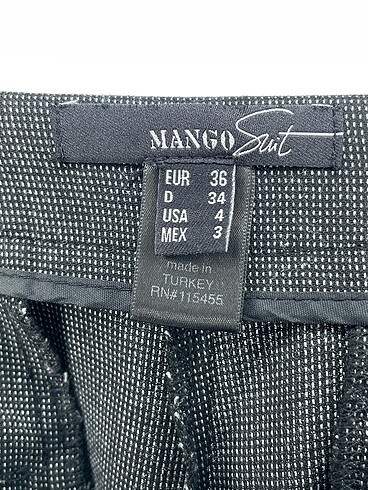 MANGO Suit
EUR 36
D 34
USA 4
MEX 3
made in
TURKEY
RN#115455